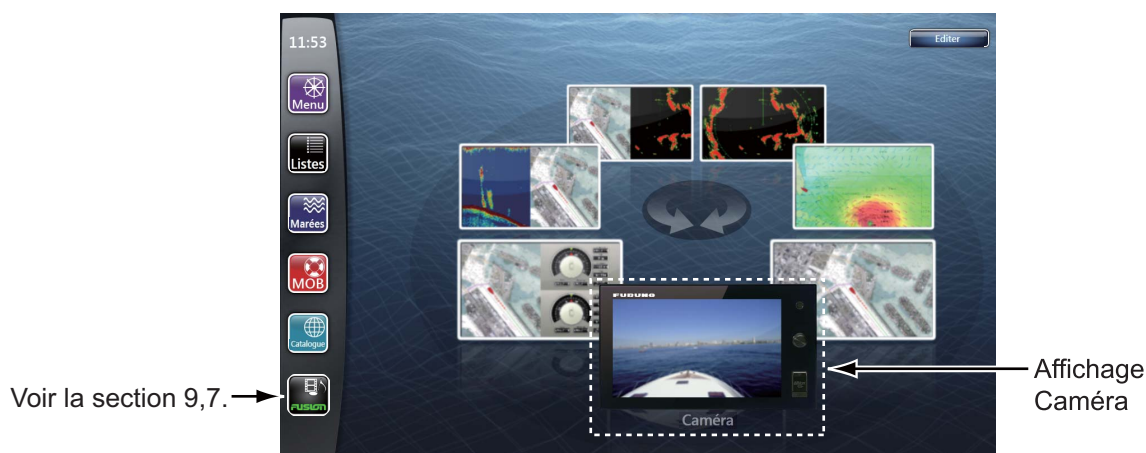 11:53
Editer
Menu
Listes
Marées
MOB
Catalogue
FUSION
Voir la section 9,7.
FURUNO
Caméra
Affichage
Caméra